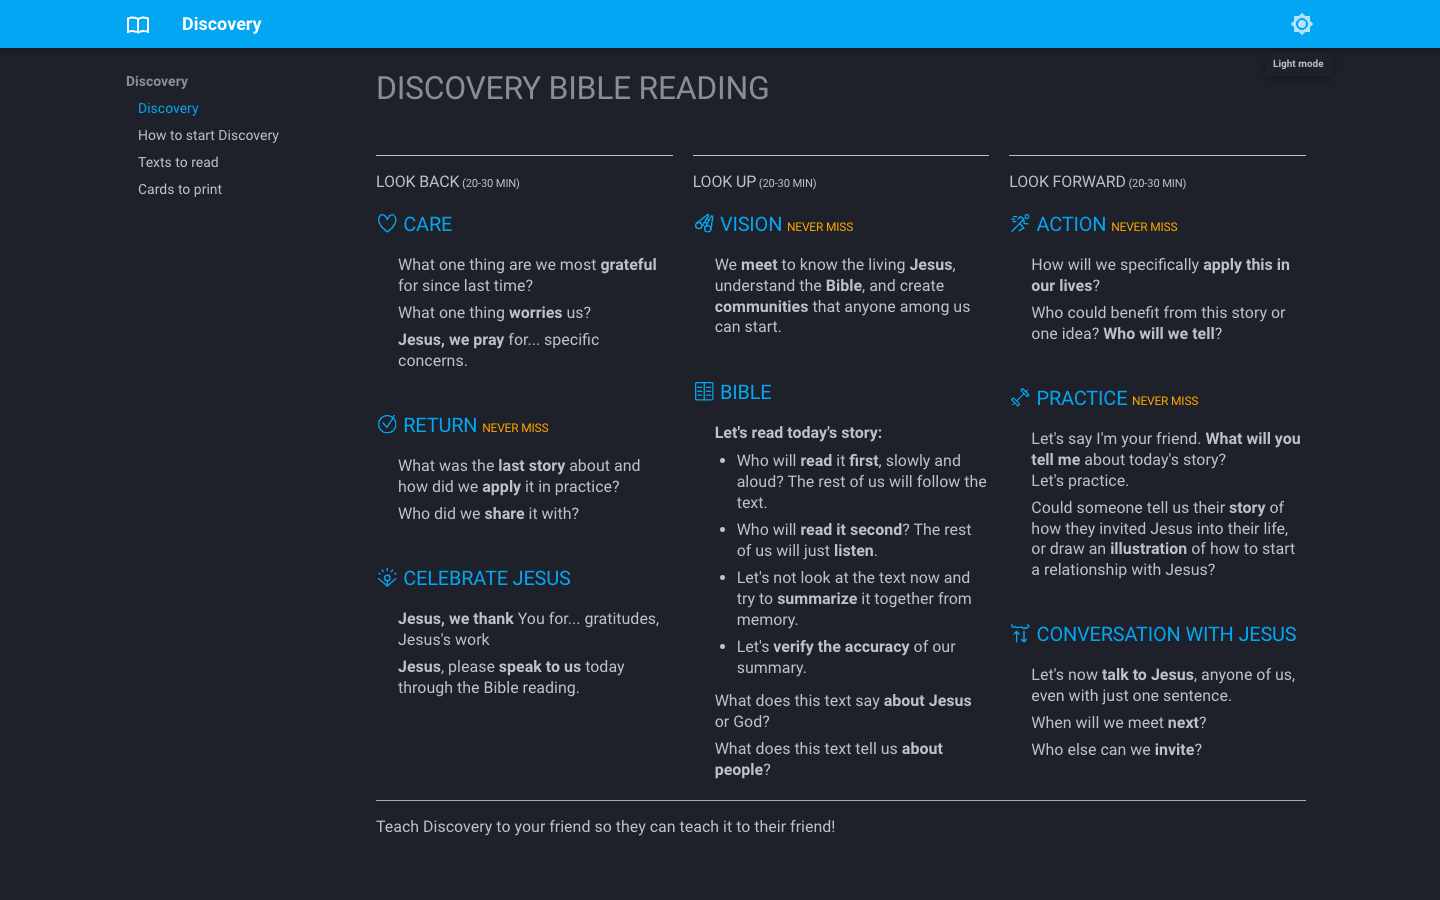 Discovery
Light mode
Discovery
Discovery
How to start Discovery
Texts to read
Cards to print
DISCOVERY BIBLE READING
LOOK BACK (20-30 MIN)
CARE
What one thing are we most grateful
for since last time?
What one thing worries us?
Jesus, we pray for... specific
concerns.
RETURN NEVER MISS
What was the last story about and
how did we apply it in practice?
Who did we share it with?
CELEBRATE JESUS
Jesus, we thank You for... gratitudes,
Jesus's work
Jesus, please speak to us today
through the Bible reading.
LOOK UP (20-30 MIN)
VISION NEVER MISS
We meet to know the living Jesus,
understand the Bible, and create
communities that anyone among us
can start.
BIBLE
Let's read today's story:
• Who will read it first, slowly and
aloud? The rest of us will follow the
text.
• Who will read it second? The rest
of us will just listen.
• Let's not look at the text now and
try to summarize it together from
memory.
• Let's verify the accuracy of our
summary.
What does this text say about Jesus
or God?
What does this text tell us about
people?
LOOK FORWARD (20-30 MIN)
ACTION NEVER MISS
How will we specifically apply this in
our lives?
Who could benefit from this story or
one idea? Who will we tell?
PRACTICE NEVER MISS
Let's say I'm your friend. What will you
tell me about today's story?
Let's practice.
Could someone tell us their story of
how they invited Jesus into their life,
or draw an illustration of how to start
a relationship with Jesus?
CONVERSATION WITH JESUS
Let's now talk to Jesus, anyone of us,
even with just one sentence.
When will we meet next?
Who else can we invite?
Teach Discovery to your friend so they can teach it to their friend!